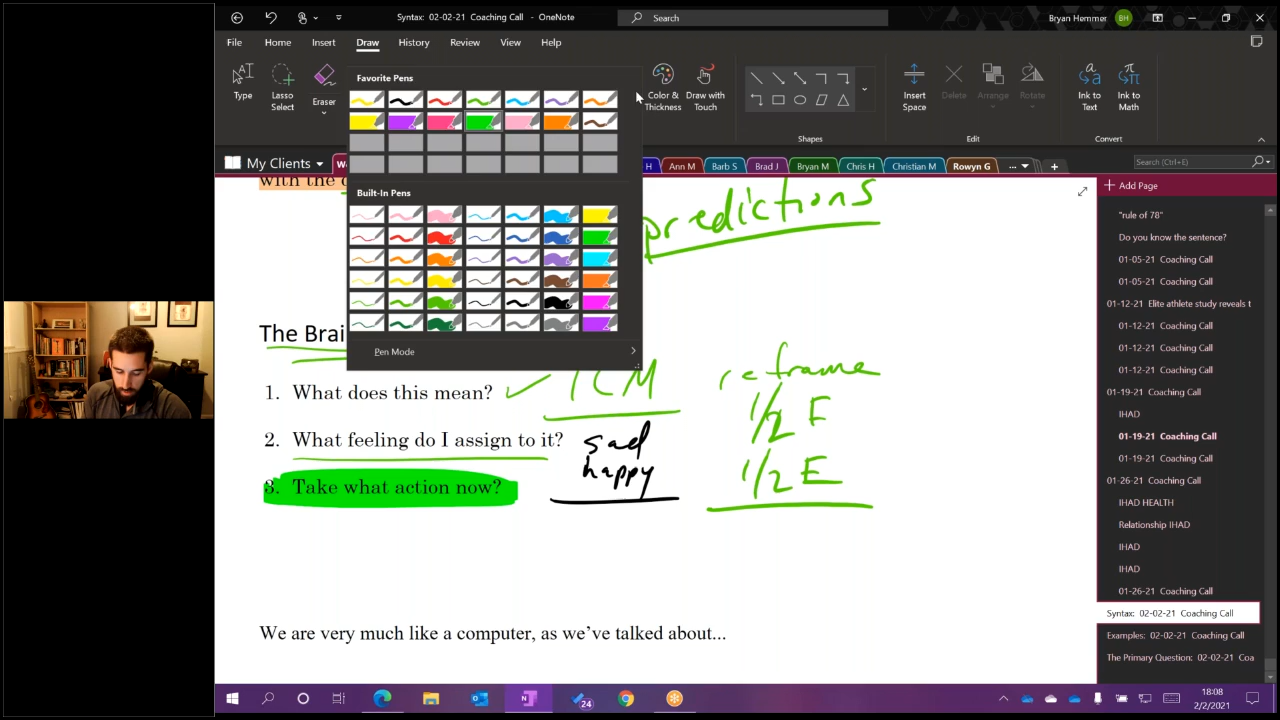 Syntax: 02-02-21 Coaching Call - OneNote
Search
Bryan Hemmer
BH
File
Home
Insert
Draw
History
Review
View
Help
Type
Lasso Select
Eraser
Favorite Pens
Color & Thickness
Draw with Touch
Shapes
Insert Space
Delete
Arrange
Rotate
Edit
Ink to Text
Ink to Math
Convert
My Clients
H
Ann M
Barb S
Brad J
Bryan M
Chris H
Christian M
Rowyn G
...
Search (Ctrl+E)
Built-In Pens
Pen Mode
with the
predictions
The Brai
1. What does this mean?
2. What feeling do I assign to it?
sad
happy
3. Take what action now?
reframe
1/2 F
1/2 E
We are very much like a computer, as we've talked about...
Add Page
"rule of 78"
Do you know the sentence?
01-05-21 Coaching Call
01-05-21 Coaching Call
01-12-21 Elite athlete study reveals t
01-12-21 Coaching Call
01-12-21 Coaching Call
01-12-21 Coaching Call
01-19-21 Coaching Call
IHAD
01-19-21 Coaching Call
01-19-21 Coaching Call
01-26-21 Coaching Call
IHAD HEALTH
Relationship IHAD
IHAD
IHAD
01-26-21 Coaching Call
Syntax: 02-02-21 Coaching Call
Examples: 02-02-21 Coaching Call
The Primary Question: 02-02-21 Coa
24
18:08
2/2/2021